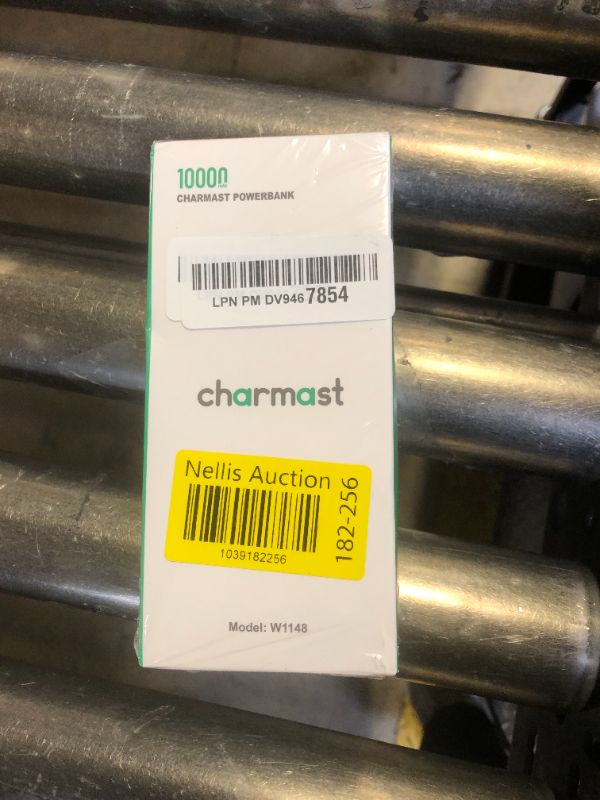 10000
CHARMAST POWERBANK
LPN PM DV946 7854
charmast
Nellis Auction
1039182256
182-256
Model: W1148